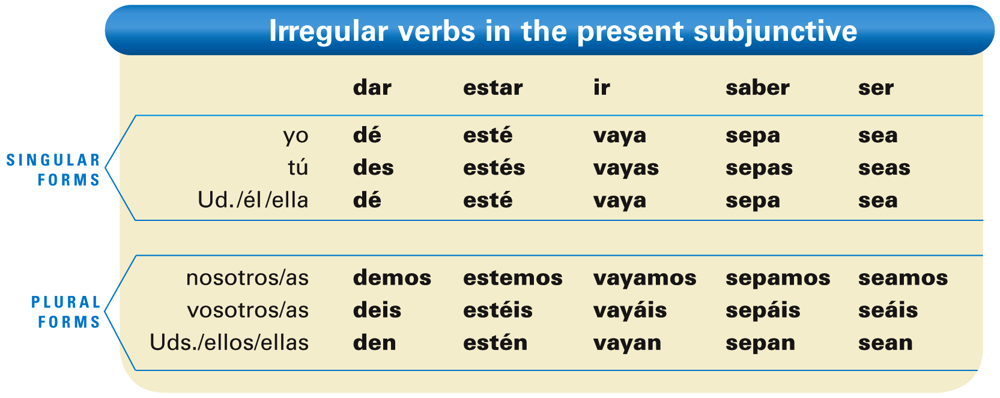 Irregular verbs in the present subjunctive
dar estar ir saber ser
SINGULAR
FORMS
yo dé esté vaya sepa sea
tú des estés vayas sepas seas
Ud./él/ella dé esté vaya sepa sea
PLURAL
FORMS
nosotros/as demos estemos vayamos sepamos seamos
vosotros/as deis estéis vayáis sepáis seáis
Uds./ellos/ellas den estén vayan sepan sean